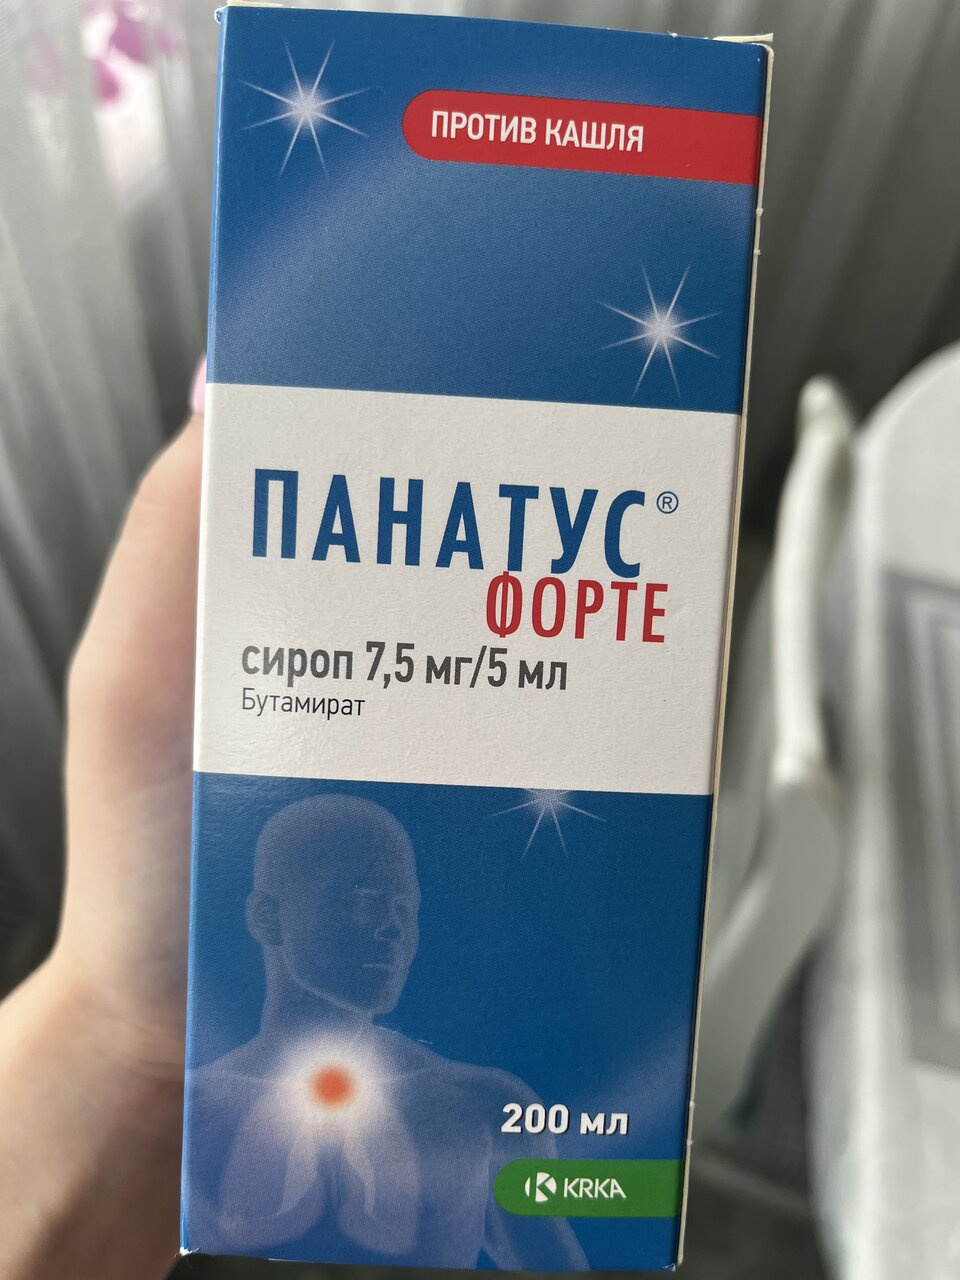 ПРОТИВ КАШЛЯ
ПАНАТУС®
ФОРТЕ
сироп 7,5 мг/5 мл
Бутамират
200 мл
KRKA